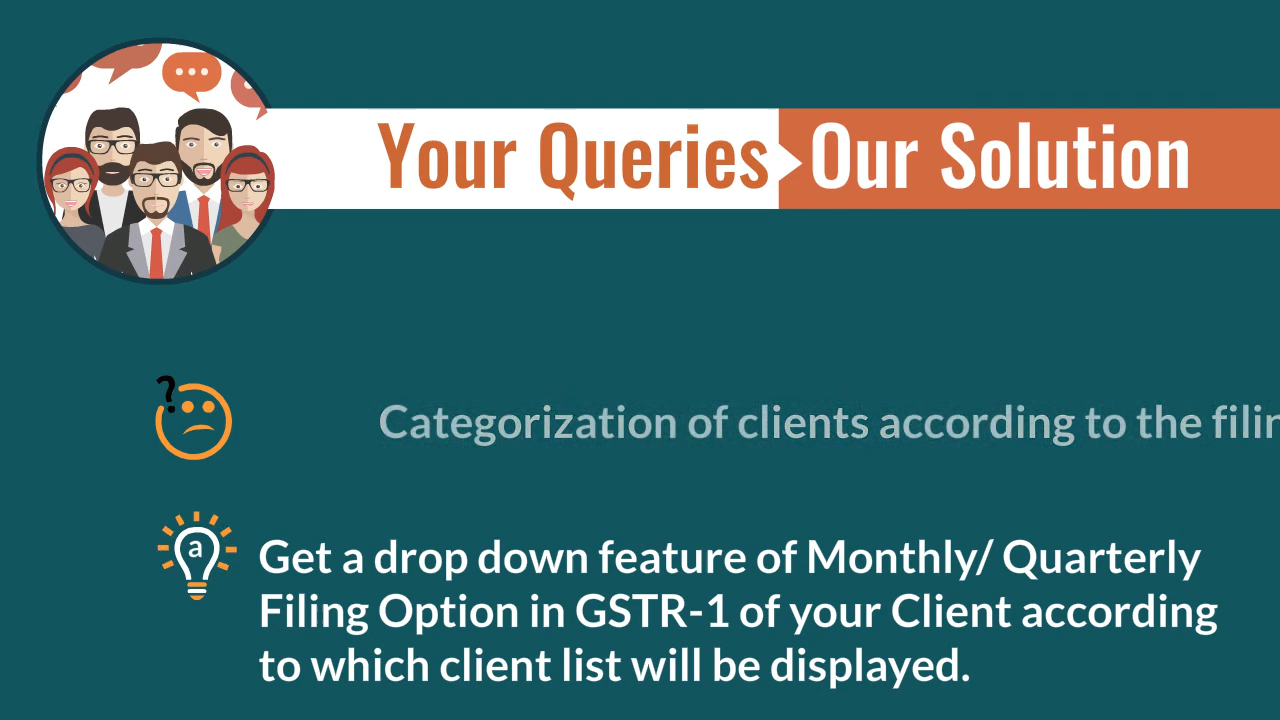 Your Queries Our Solution
?
Categorization of clients according to the
a
Get a drop down feature of Monthly/ Quarterly
Filing Option in GSTR-1 of your Client according
to which client list will be displayed.